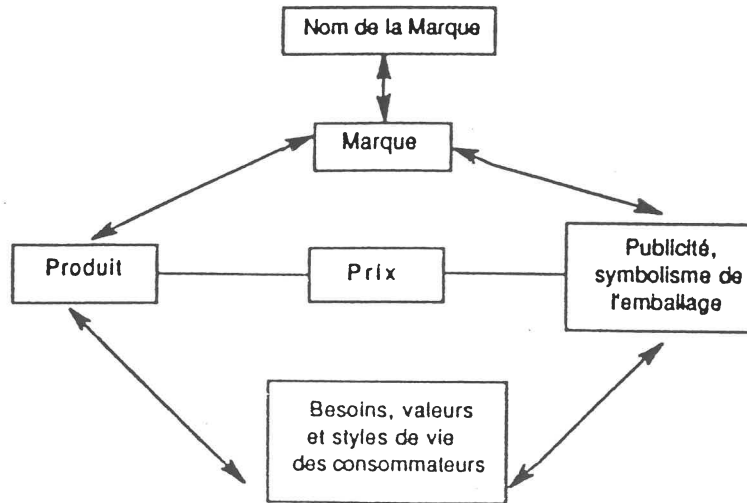 Nom de la Marque
Marque
Produit
Prix
Publicité,
symbolisme de
l'emballage
Besoins, valeurs
et styles de vie
des consommateurs